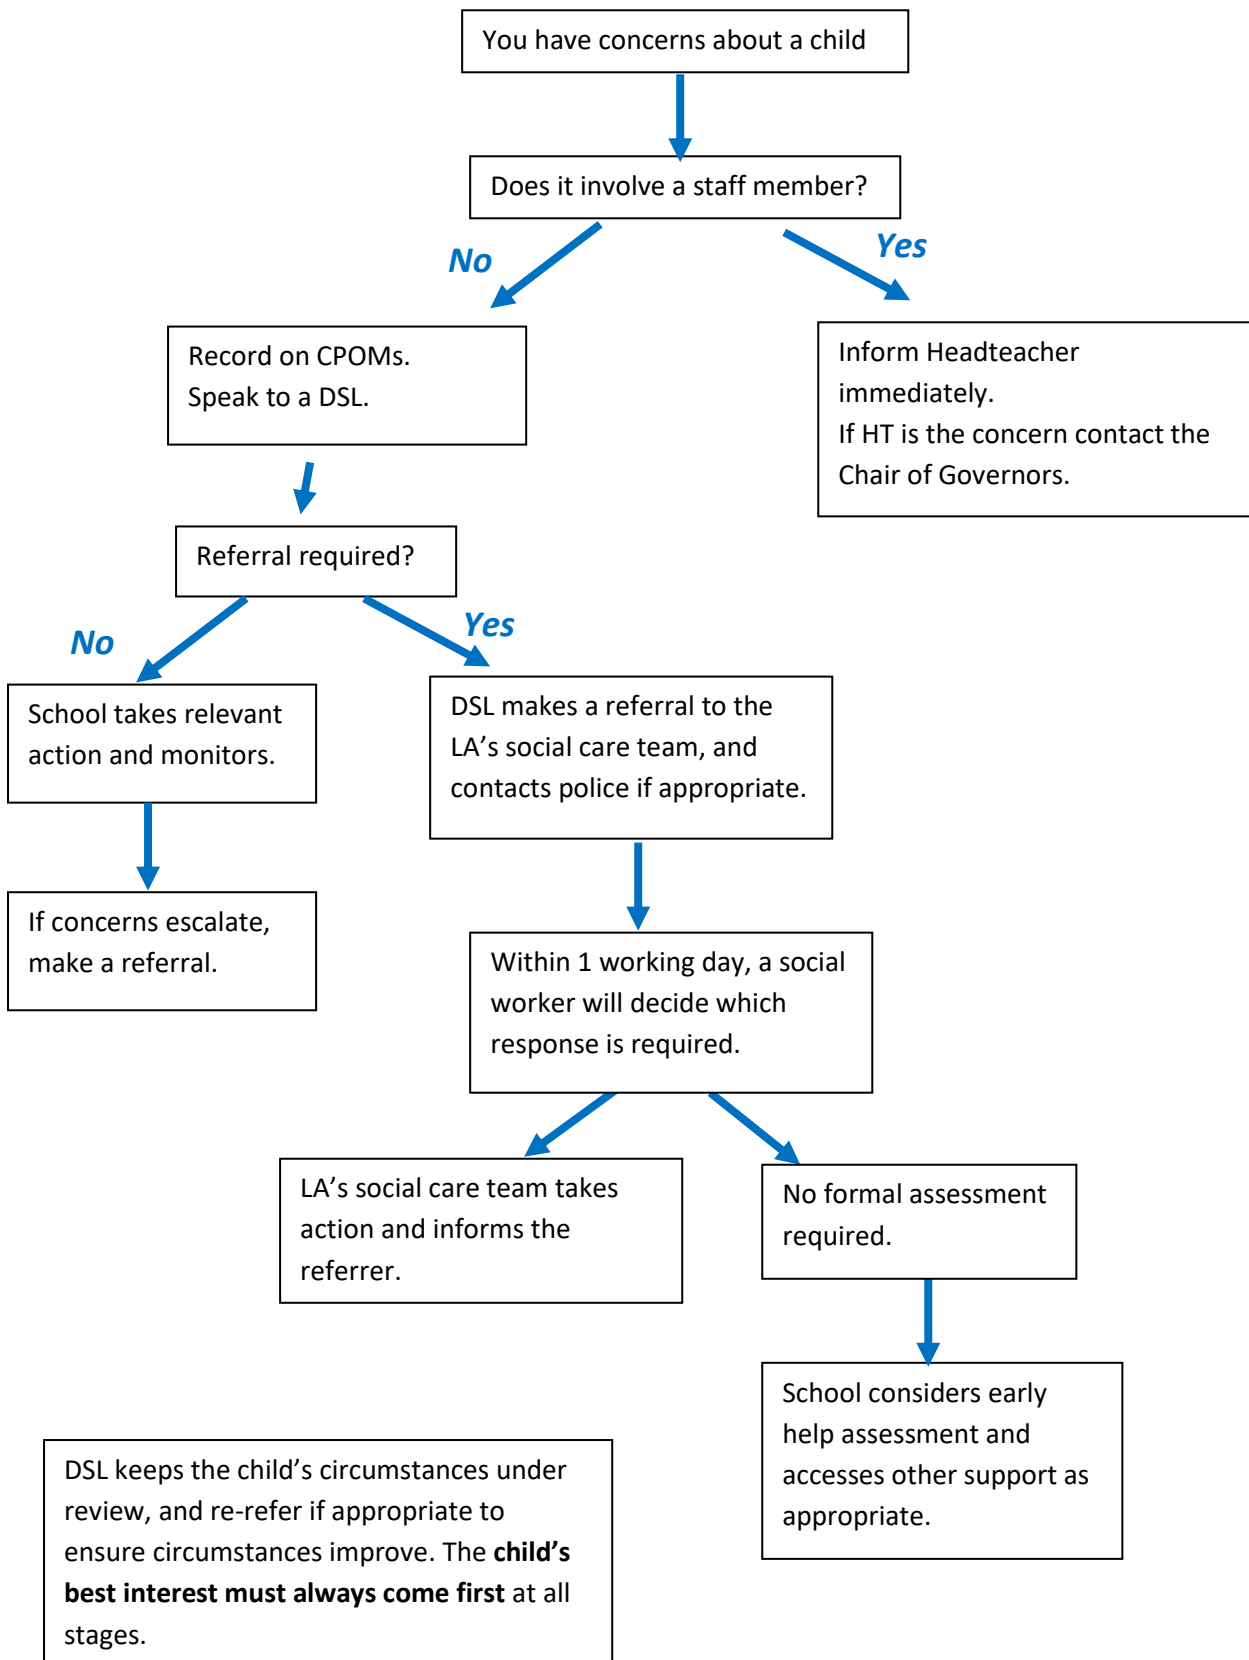 You have concerns about a child
Does it involve a staff member?
No
Yes
Record on CPOMs.
Speak to a DSL.
Inform Headteacher
immediately.
If HT is the concern contact the
Chair of Governors.
Referral required?
No
Yes
School takes relevant
action and monitors.
DSL makes a referral to the
LA’s social care team, and
contacts police if appropriate.
If concerns escalate,
make a referral.
Within 1 working day, a social
worker will decide which
response is required.
LA’s social care team takes
action and informs the
referrer.
No formal assessment
required.
School considers early
help assessment and
accesses other support as
appropriate.
DSL keeps the child’s circumstances under
review, and re-refer if appropriate to
ensure circumstances improve. The child’s
best interest must always come first at all
stages.